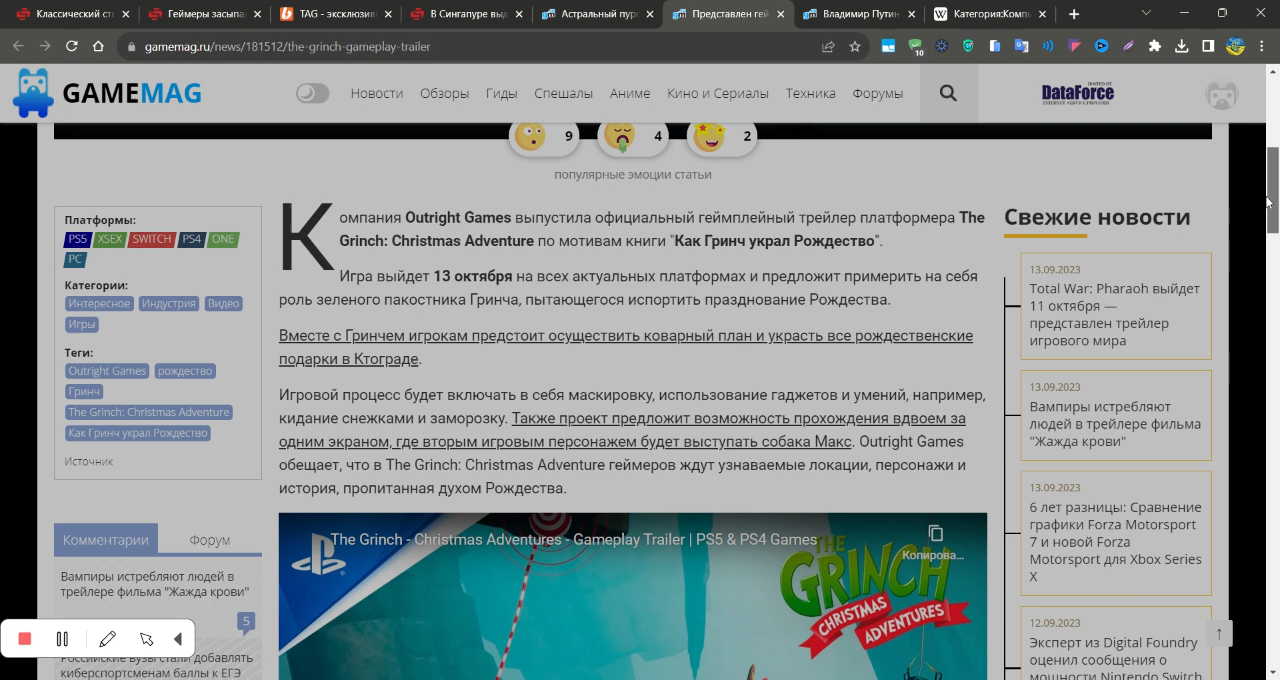 Классический ст
Геймеры засыпа
TAG - эксклюзив
В Сингапуре выд
Астральный пур
Представлен гей
Владимир Путин
Категория:Комп
gamemag.ru/news/181512/the-grinch-gameplay-trailer
10
GAMEMAG
Новости
Обзоры
Гиды
Спешалы
Аниме
Кино и Сериалы
Техника
Форумы
HOSTED BY
DataForce
INTERNET SERVICE PROVIDER
9
4
2
популярные эмоции статьи
Платформы:
PS5 XSEX SWITCH PS4 ONE
PC
Категории:
Интересное Индустрия Видео
Игры
Теги:
Outright Games рождество
Гринч
The Grinch: Christmas Adventure
Как Гринч украл Рождество
Источник
Комментарии
Форум
Вампиры истребляют людей в
трейлере фильма "Жажда крови"
5
Российские вузы стали добавлять
киберспортсменам баллы к ЕГЭ
Компания Outright Games выпустила официальный геймплейный трейлер платформера The
Grinch: Christmas Adventure по мотивам книги "Как Гринч украл Рождество".
Игра выйдет 13 октября на всех актуальных платформах и предложит примерить на себя
роль зеленого пакостника Гринча, пытающегося испортить празднование Рождества.
Вместе с Гринчем игрокам предстоит осуществить коварный план и украсть все рождественские
подарки в Ктограде.
Игровой процесс будет включать в себя маскировку, использование гаджетов и умений, например,
кидание снежками и заморозку. Также проект предложит возможность прохождения вдвоем за
одним экраном, где вторым игровым персонажем будет выступать собака Макс. Outright Games
обещает, что в The Grinch: Christmas Adventure геймеров ждут узнаваемые локации, персонажи и
история, пропитанная духом Рождества.
The Grinch - Christmas Adventures - Gameplay Trailer | PS5 & PS4 Games
Копирова...
THE
GRINCH
CHRISTMAS
ADVENTURES
Свежие новости
13.09.2023
Total War: Pharaoh выйдет
11 октября —
представлен трейлер
игрового мира
13.09.2023
Вампиры истребляют
людей в трейлере фильма
"Жажда крови"
13.09.2023
6 лет разницы: Сравнение
графики Forza Motorsport
7 и новой Forza
Motorsport для Xbox Series
X
12.09.2023
Эксперт из Digital Foundry
оценил сообщения о
мощности Nintendo Switch